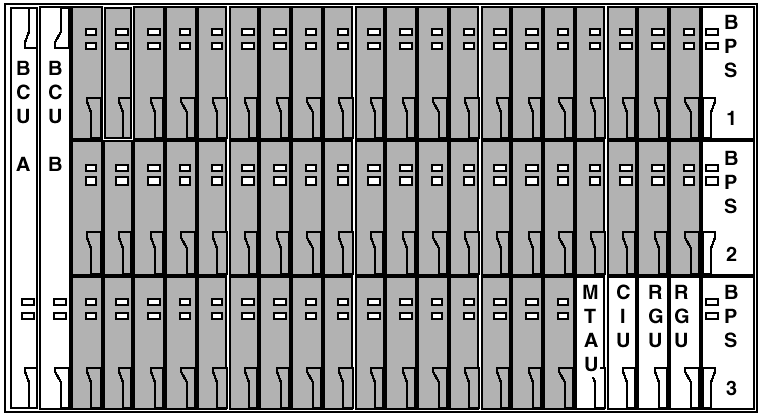 BCU A
BCU B
BPS 1
BPS 2
MTAU
CIU
RGU
RGU
BPS 3